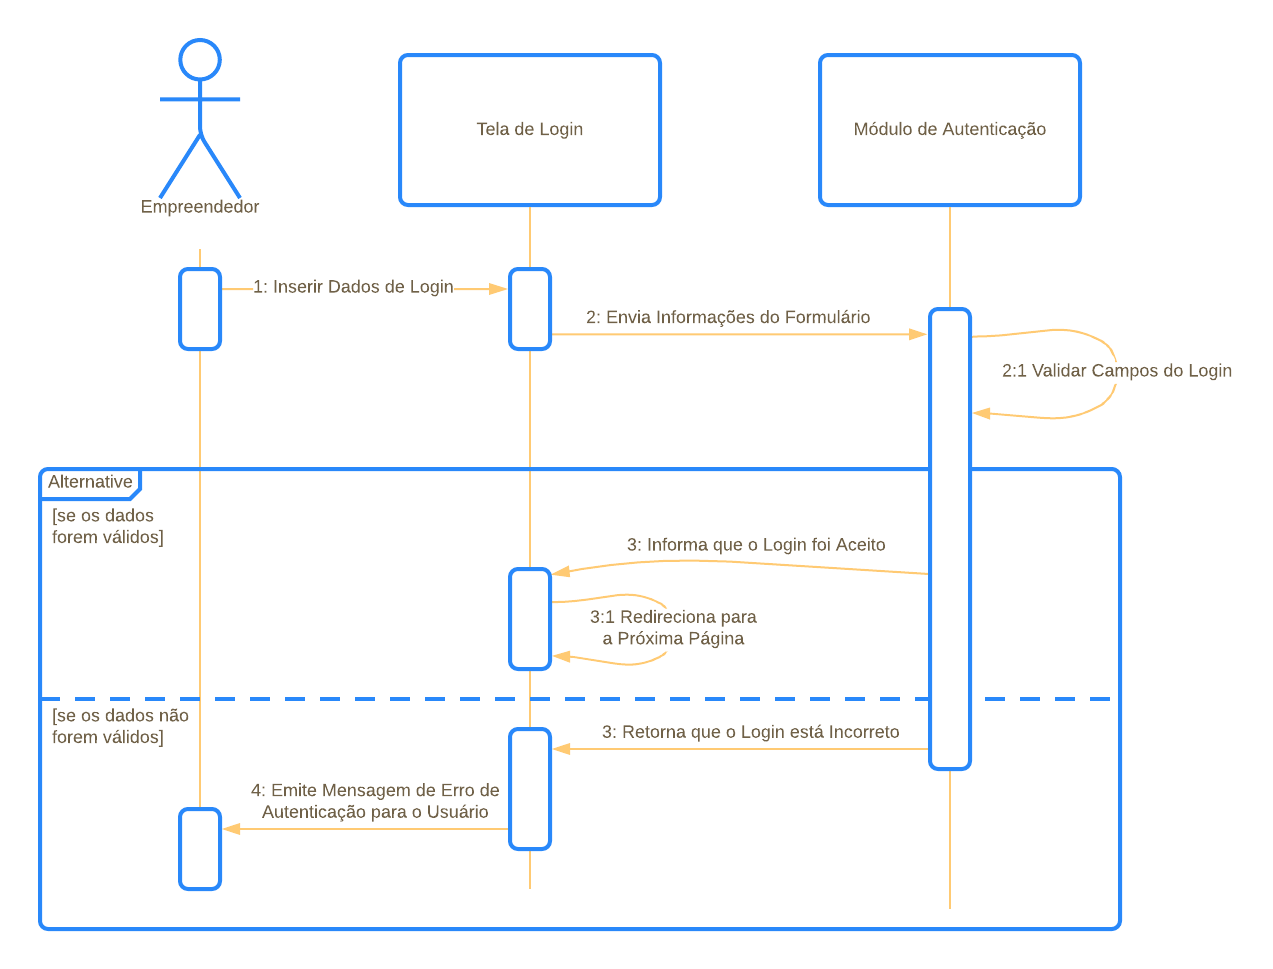 Empreendedor
Tela de Login
Módulo de Autenticação
1: Inserir Dados de Login
2: Envia Informações do Formulário
2:1 Validar Campos do Login
Alternative
[se os dados
forem válidos]
3: Informa que o Login foi Aceito
3:1 Redireciona para
a Próxima Página
[se os dados não
forem válidos]
3: Retorna que o Login está Incorreto
4: Emite Mensagem de Erro de
Autenticação para o Usuário